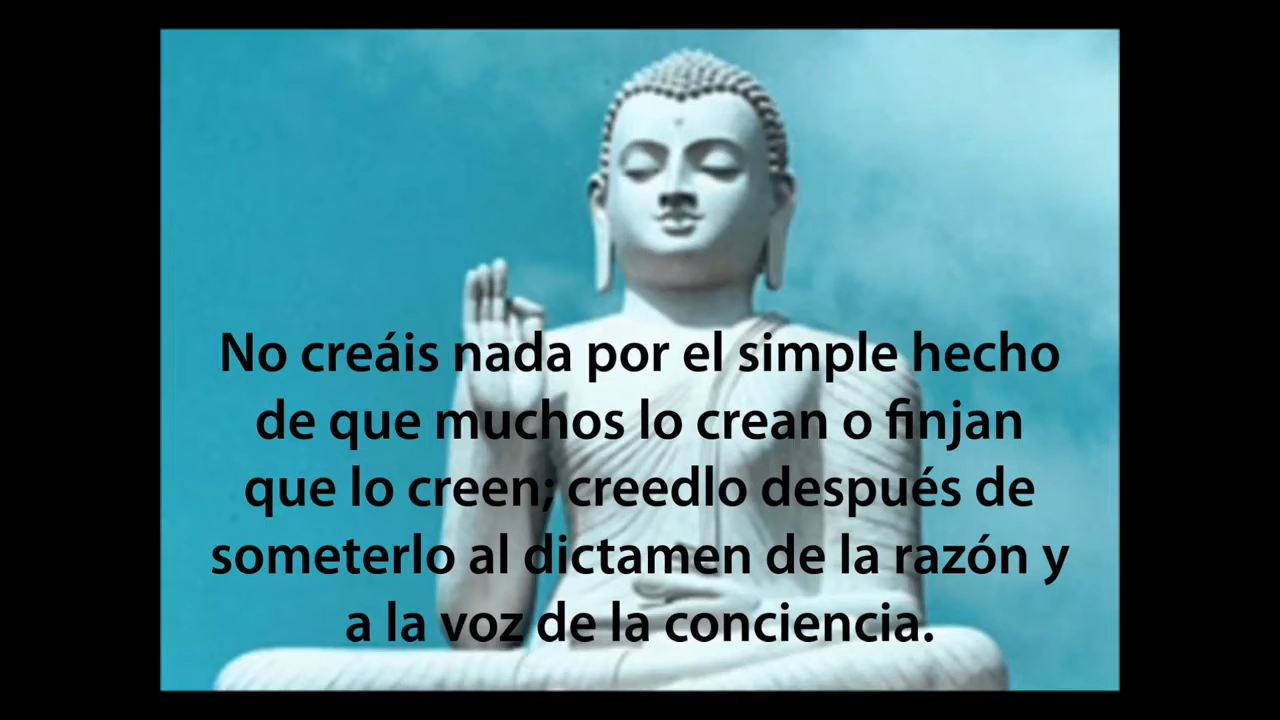 No creáis nada por el simple hecho
de que muchos lo crean o finjan
que lo creen; creedlo después de
someterlo al dictamen de la razón y
a la voz de la conciencia.